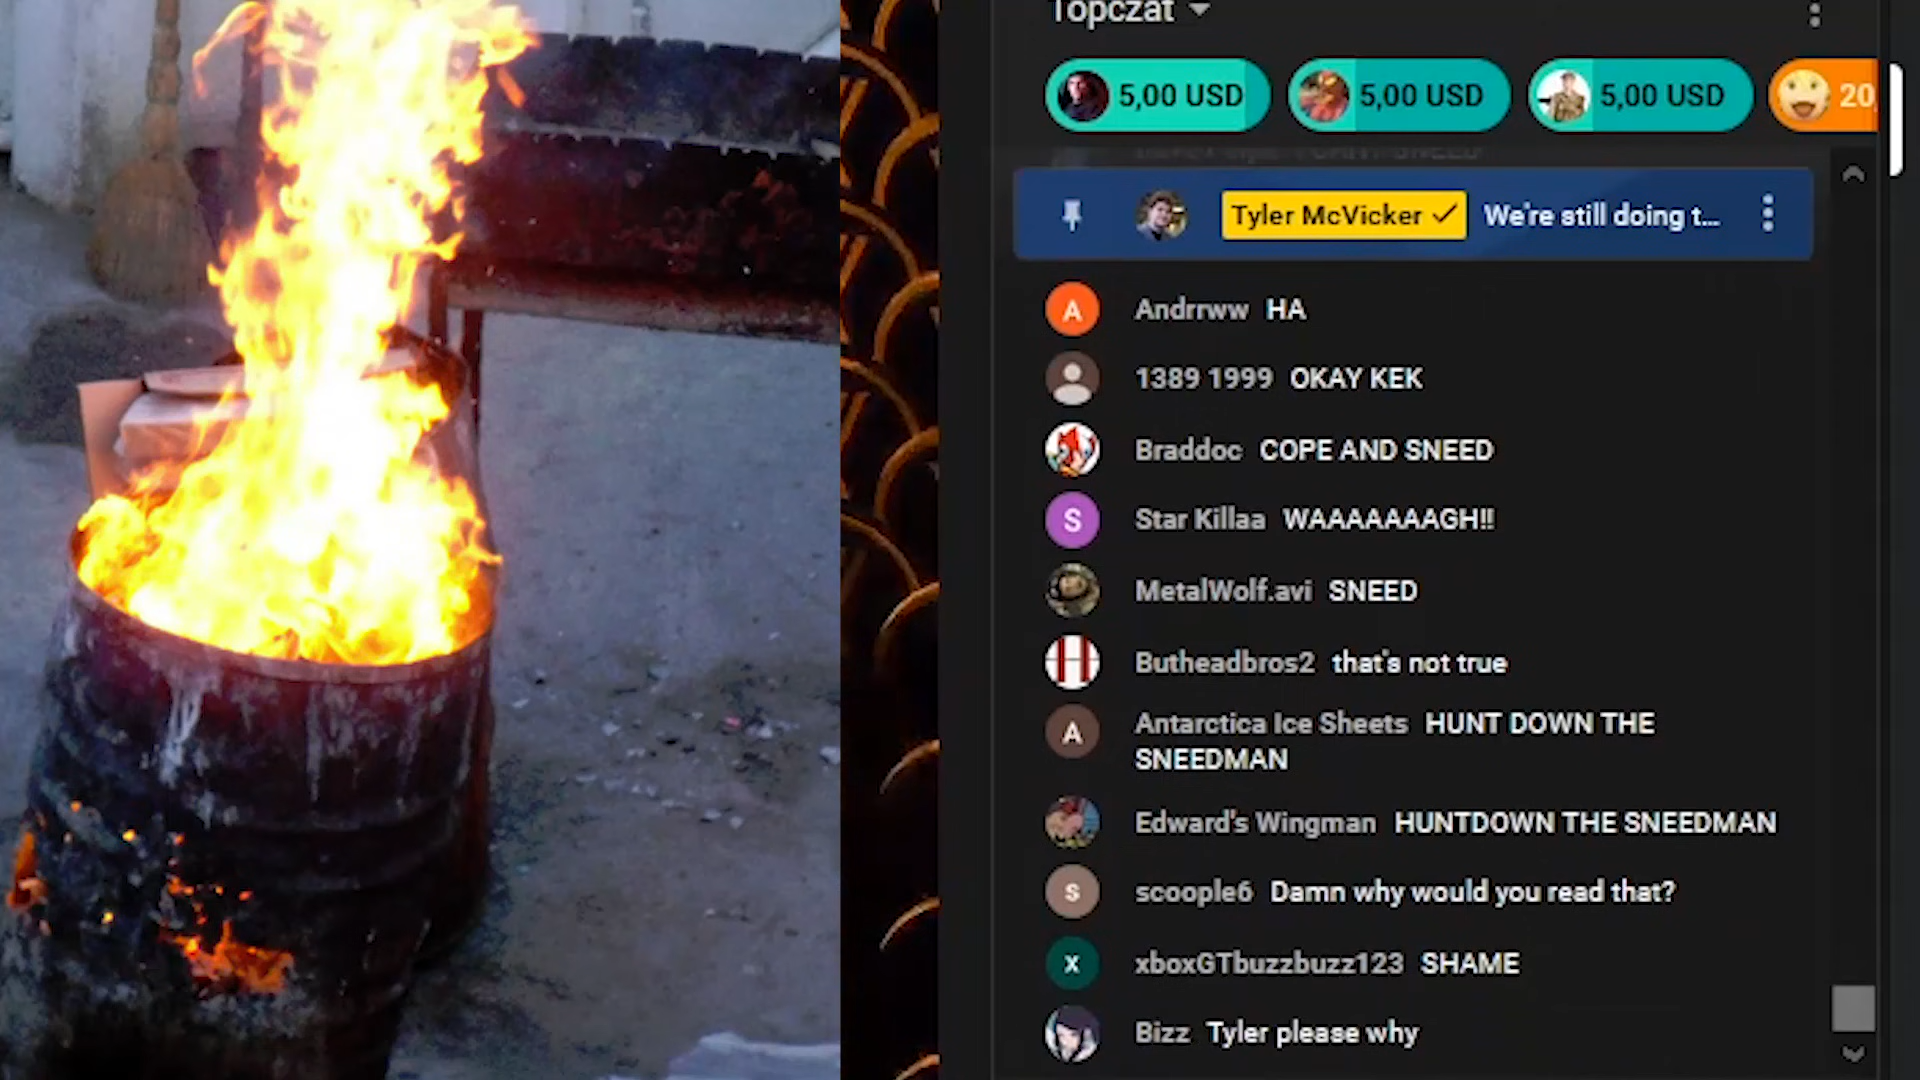 Topczat
5,00 USD 5,00 USD 5,00 USD 20
Tyler McVicker We're still doing t...
A Andrrww HA
1389 1999 OKAY KEK
Braddoc COPE AND SNEED
S Star Killaa WAAAAAAAGH!!
MetalWolf.avi SNEED
Butheadbros2 that's not true
A Antarctica Ice Sheets HUNT DOWN THE
SNEEDMAN
Edward's Wingman HUNTDOWN THE SNEEDMAN
s scoople6 Damn why would you read that?
x xboxGTbuzzbuzz123 SHAME
Bizz Tyler please why